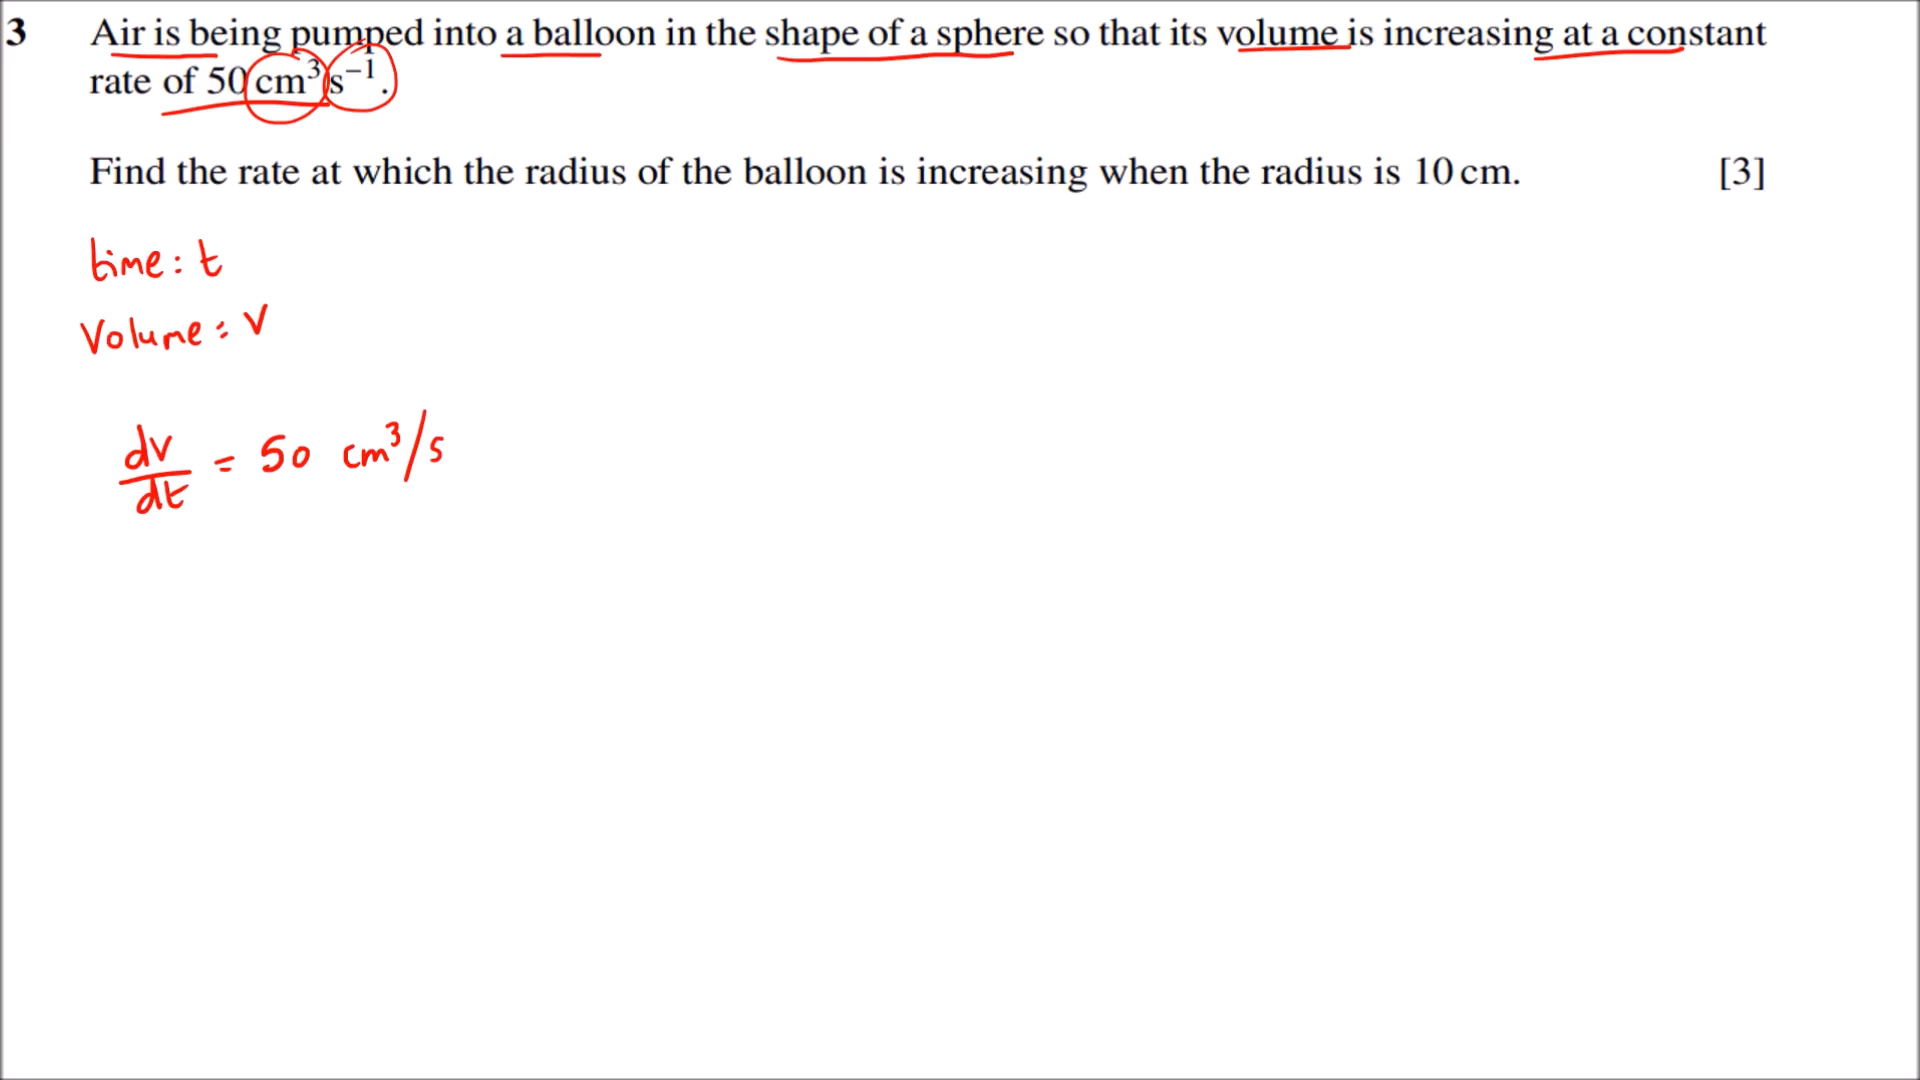 3 Air is being pumped into a balloon in the shape of a sphere so that its volume is increasing at a constant
rate of 50 cm³ s⁻¹.
Find the rate at which the radius of the balloon is increasing when the radius is 10 cm. [3]
time: t
Volume: V
dv/dt = 50 cm³/s